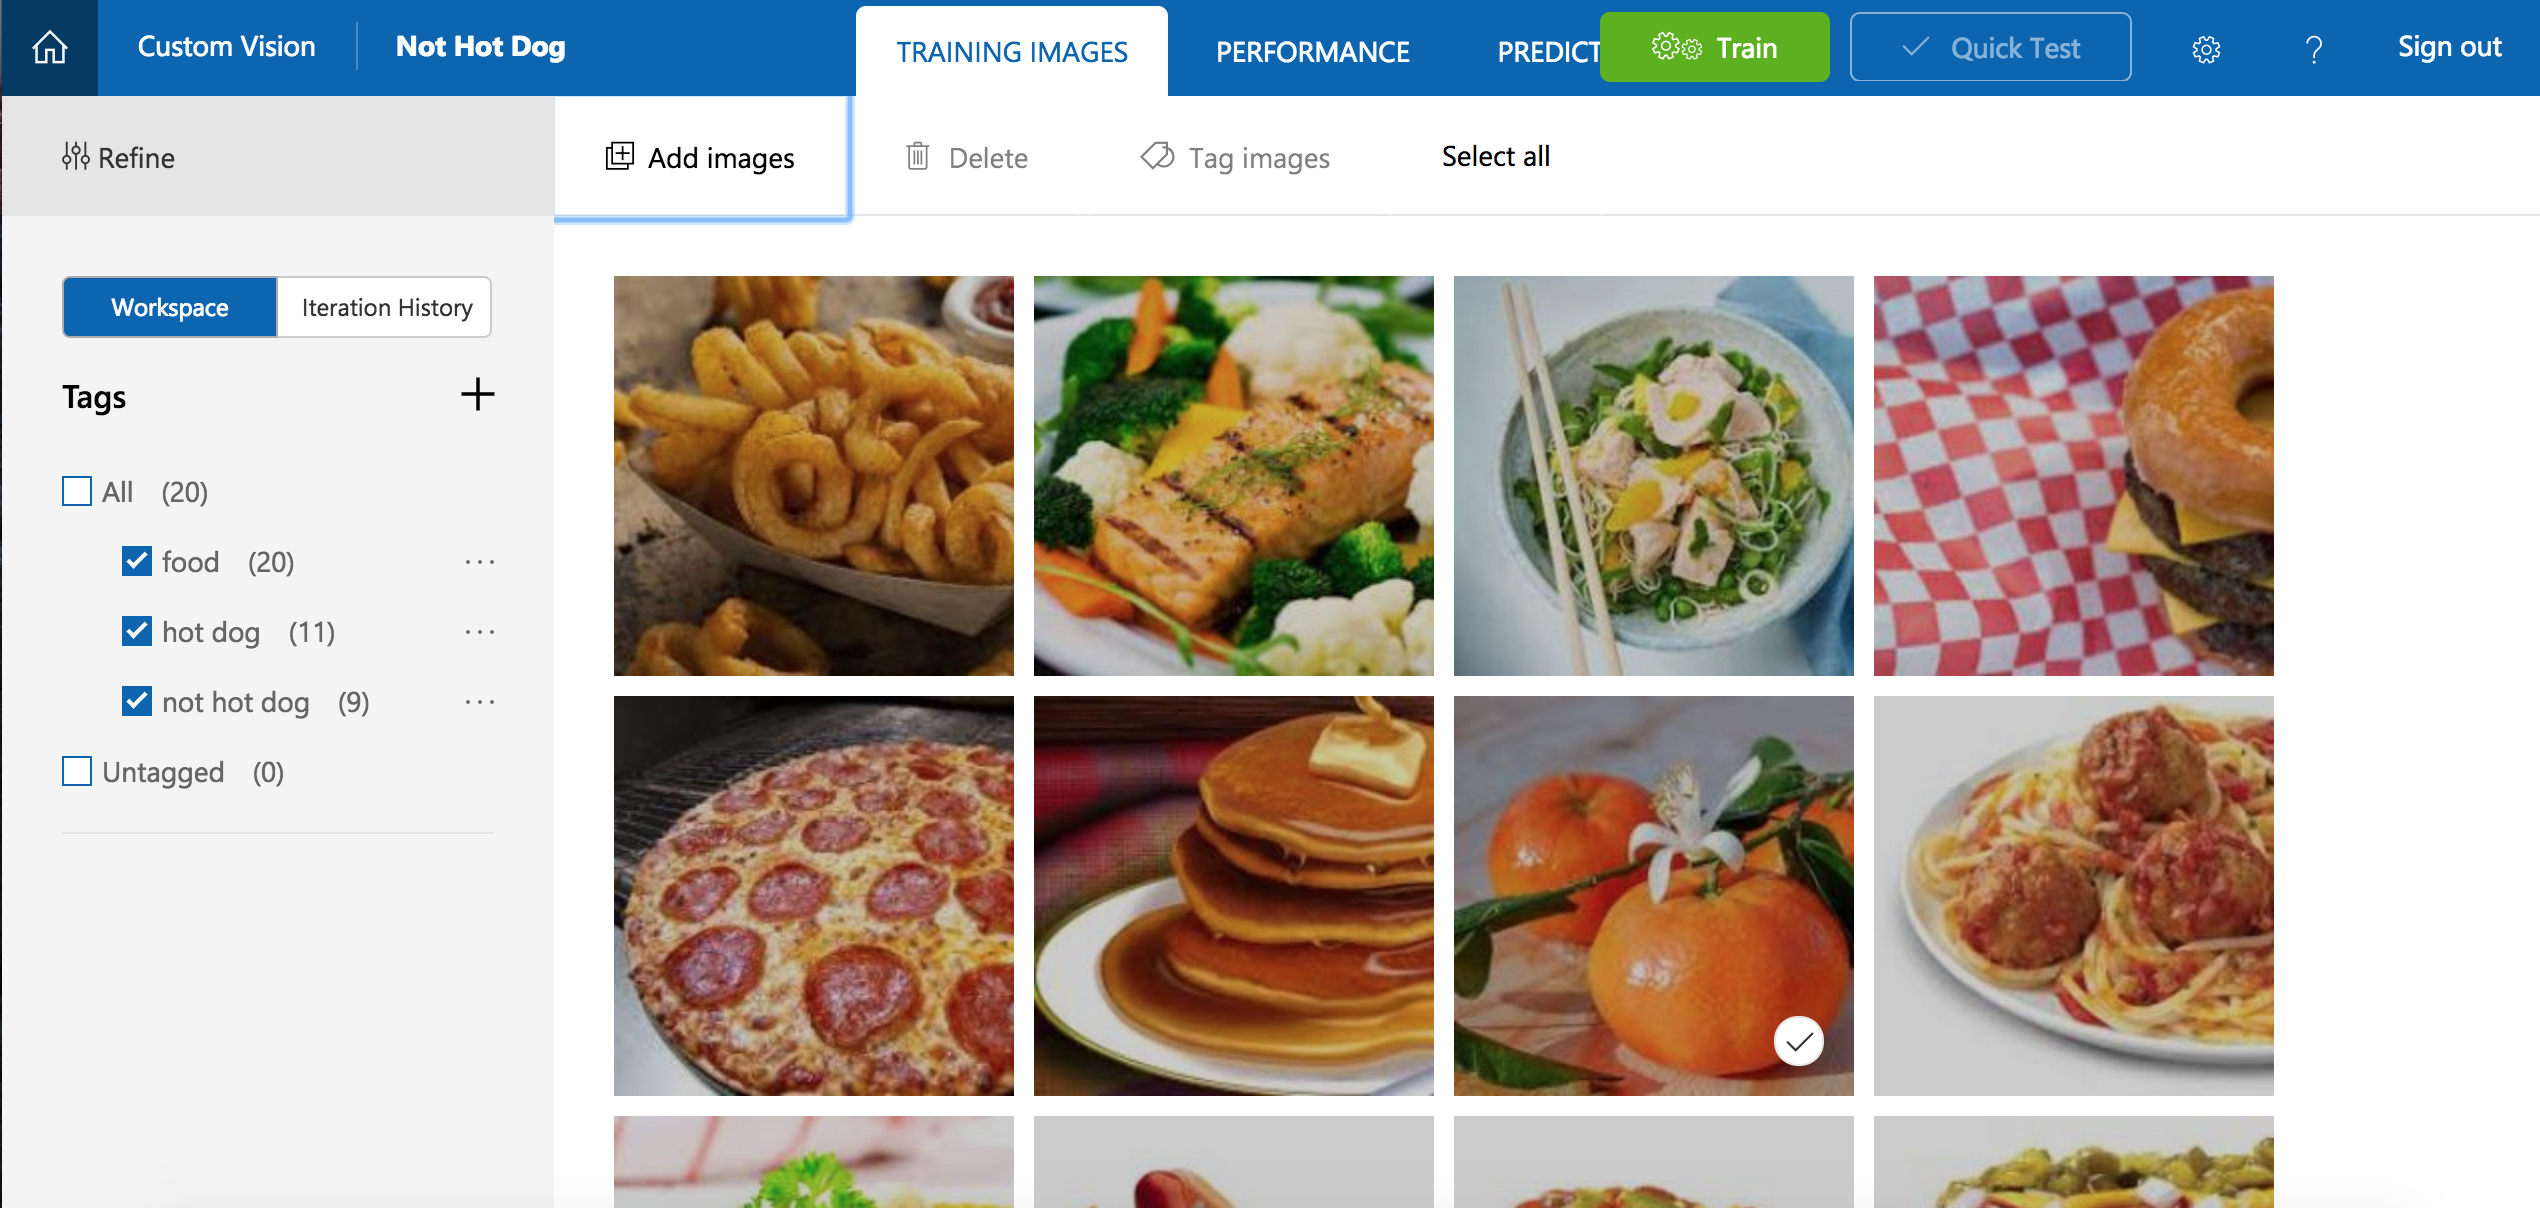 Custom Vision
Not Hot Dog
TRAINING IMAGES
PERFORMANCE
PREDICT
Train
Quick Test
?
Sign out
Refine
Add images
Delete
Tag images
Select all
Workspace
Iteration History
Tags
All (20)
food (20)
hot dog (11)
not hot dog (9)
Untagged (0)